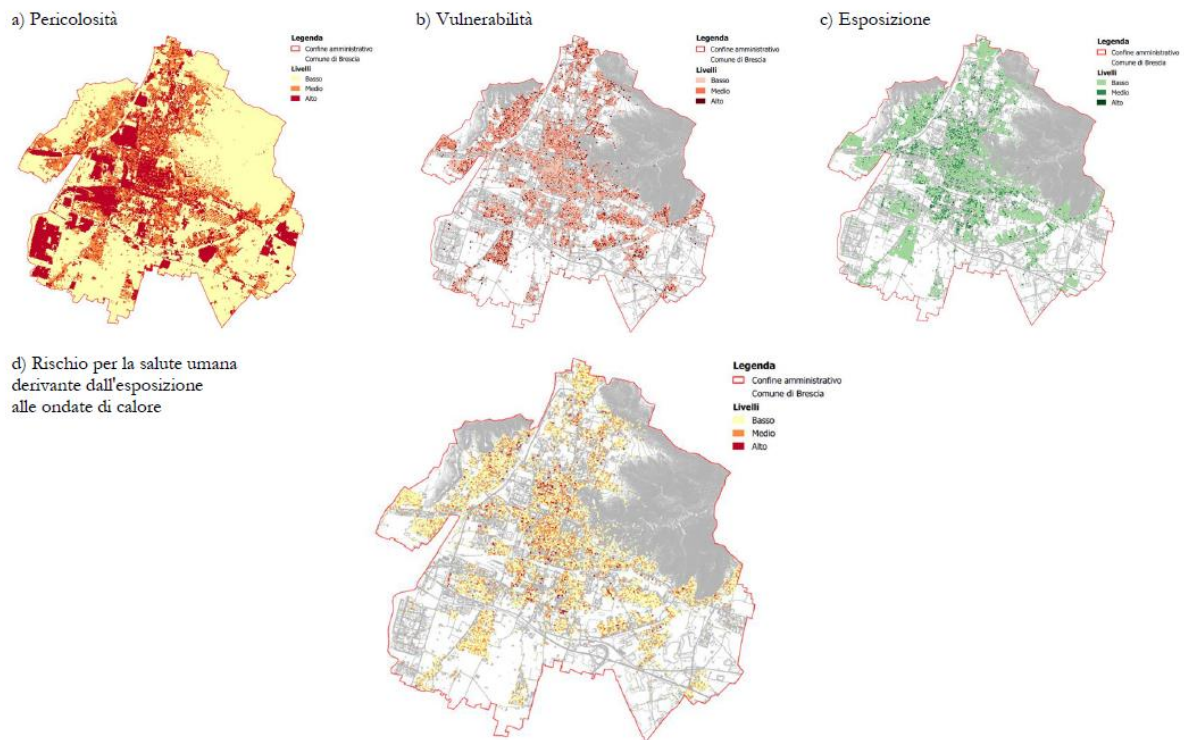 a) Pericolosità
Legenda
Confine amministrativo
Comune di Brescia
Livelli
Basso
Medio
Alto
b) Vulnerabilità
Legenda
Confine amministrativo
Comune di Brescia
Livelli
Basso
Medio
Alto
c) Esposizione
Legenda
Confine amministrativo
Comune di Brescia
Livelli
Basso
Medio
Alto
d) Rischio per la salute umana
derivante dall'esposizione
alle ondate di calore
Legenda
Confine amministrativo
Comune di Brescia
Livelli
Basso
Medio
Alto